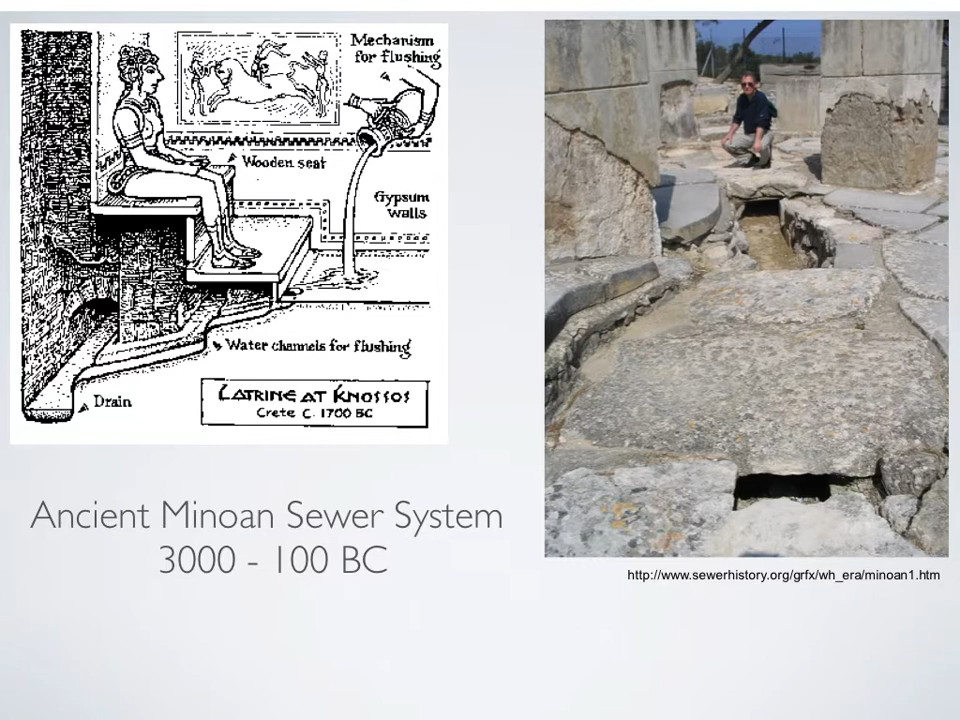 Mechanism
for flushing
Wooden seat
Gypsum
walls
Water channels for flushing
LATRINE AT KNOSSOS
Crete C. 1700 BC
Drain
Ancient Minoan Sewer System
3000 - 100 BC
http://www.sewerhistory.org/grfx/wh_era/minoan1.htm